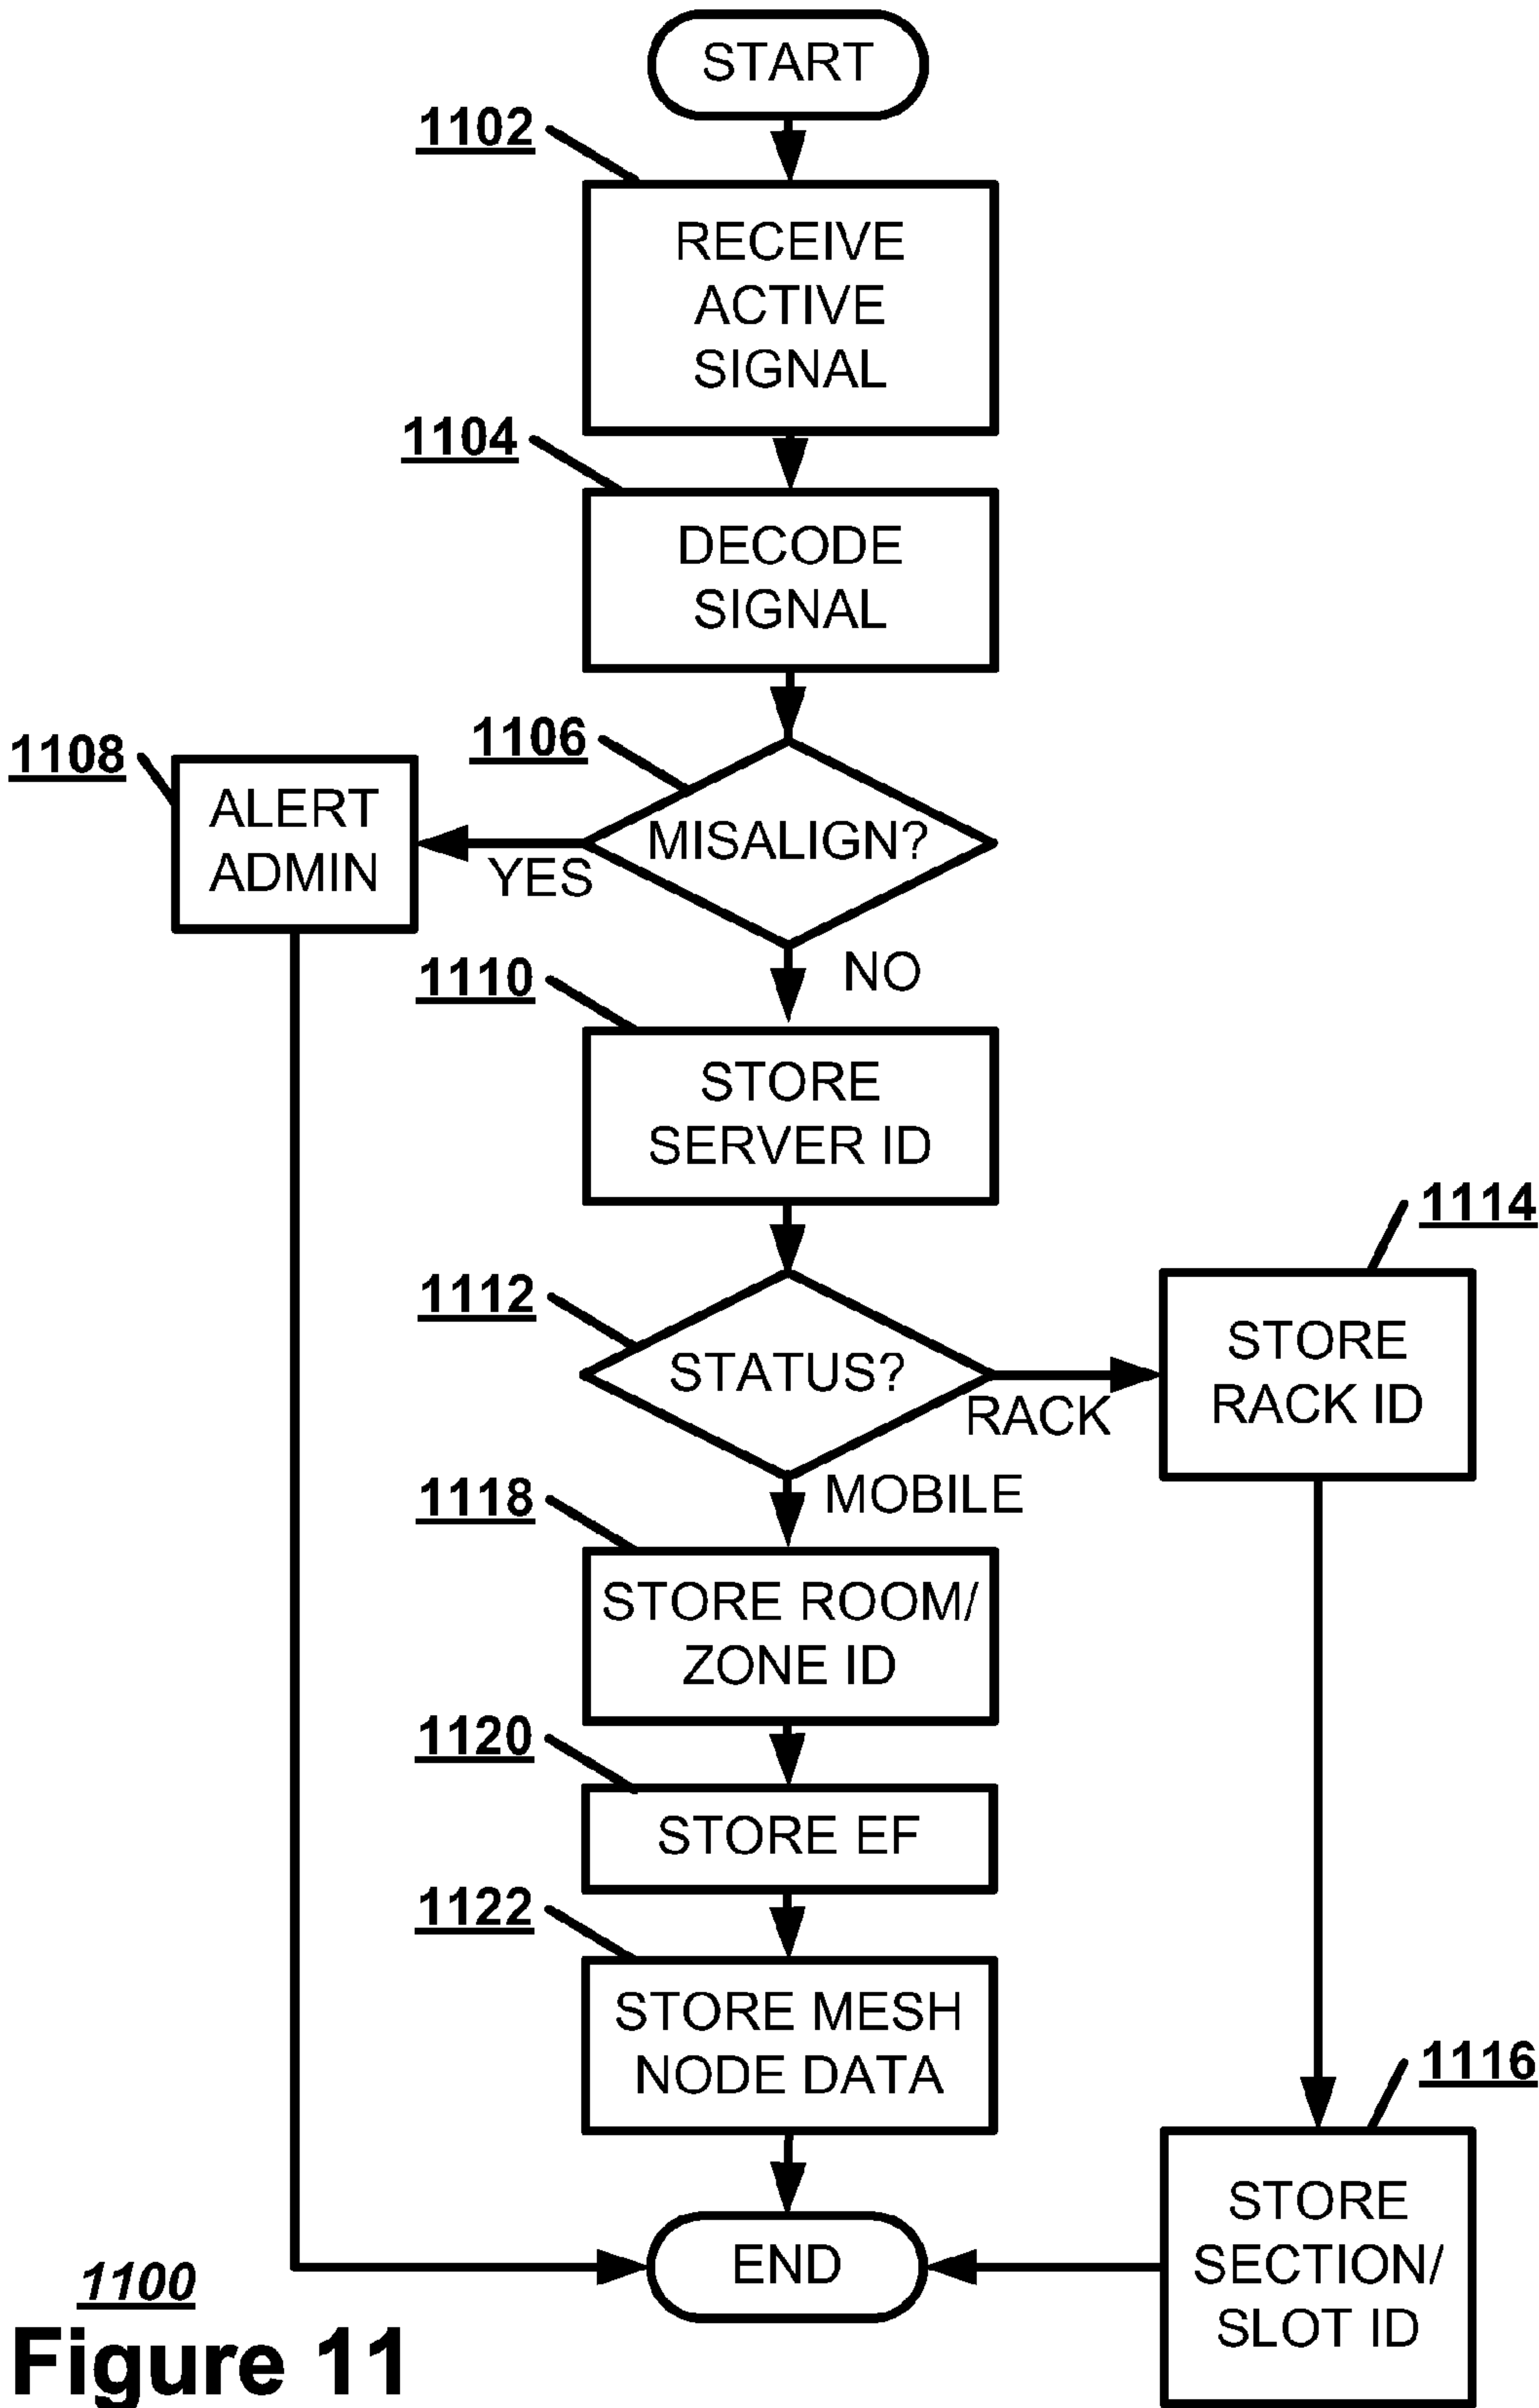 START
1102
RECEIVE
ACTIVE
SIGNAL
1104
DECODE
SIGNAL
1106
MISALIGN?
1108
ALERT
ADMIN
YES
NO
1110
STORE
SERVER ID
1112
STATUS?
RACK
1114
STORE
RACK ID
MOBILE
1118
STORE ROOM/
ZONE ID
1120
STORE EF
1122
STORE MESH
NODE DATA
1116
STORE
SECTION/
SLOT ID
END
1100
Figure 11